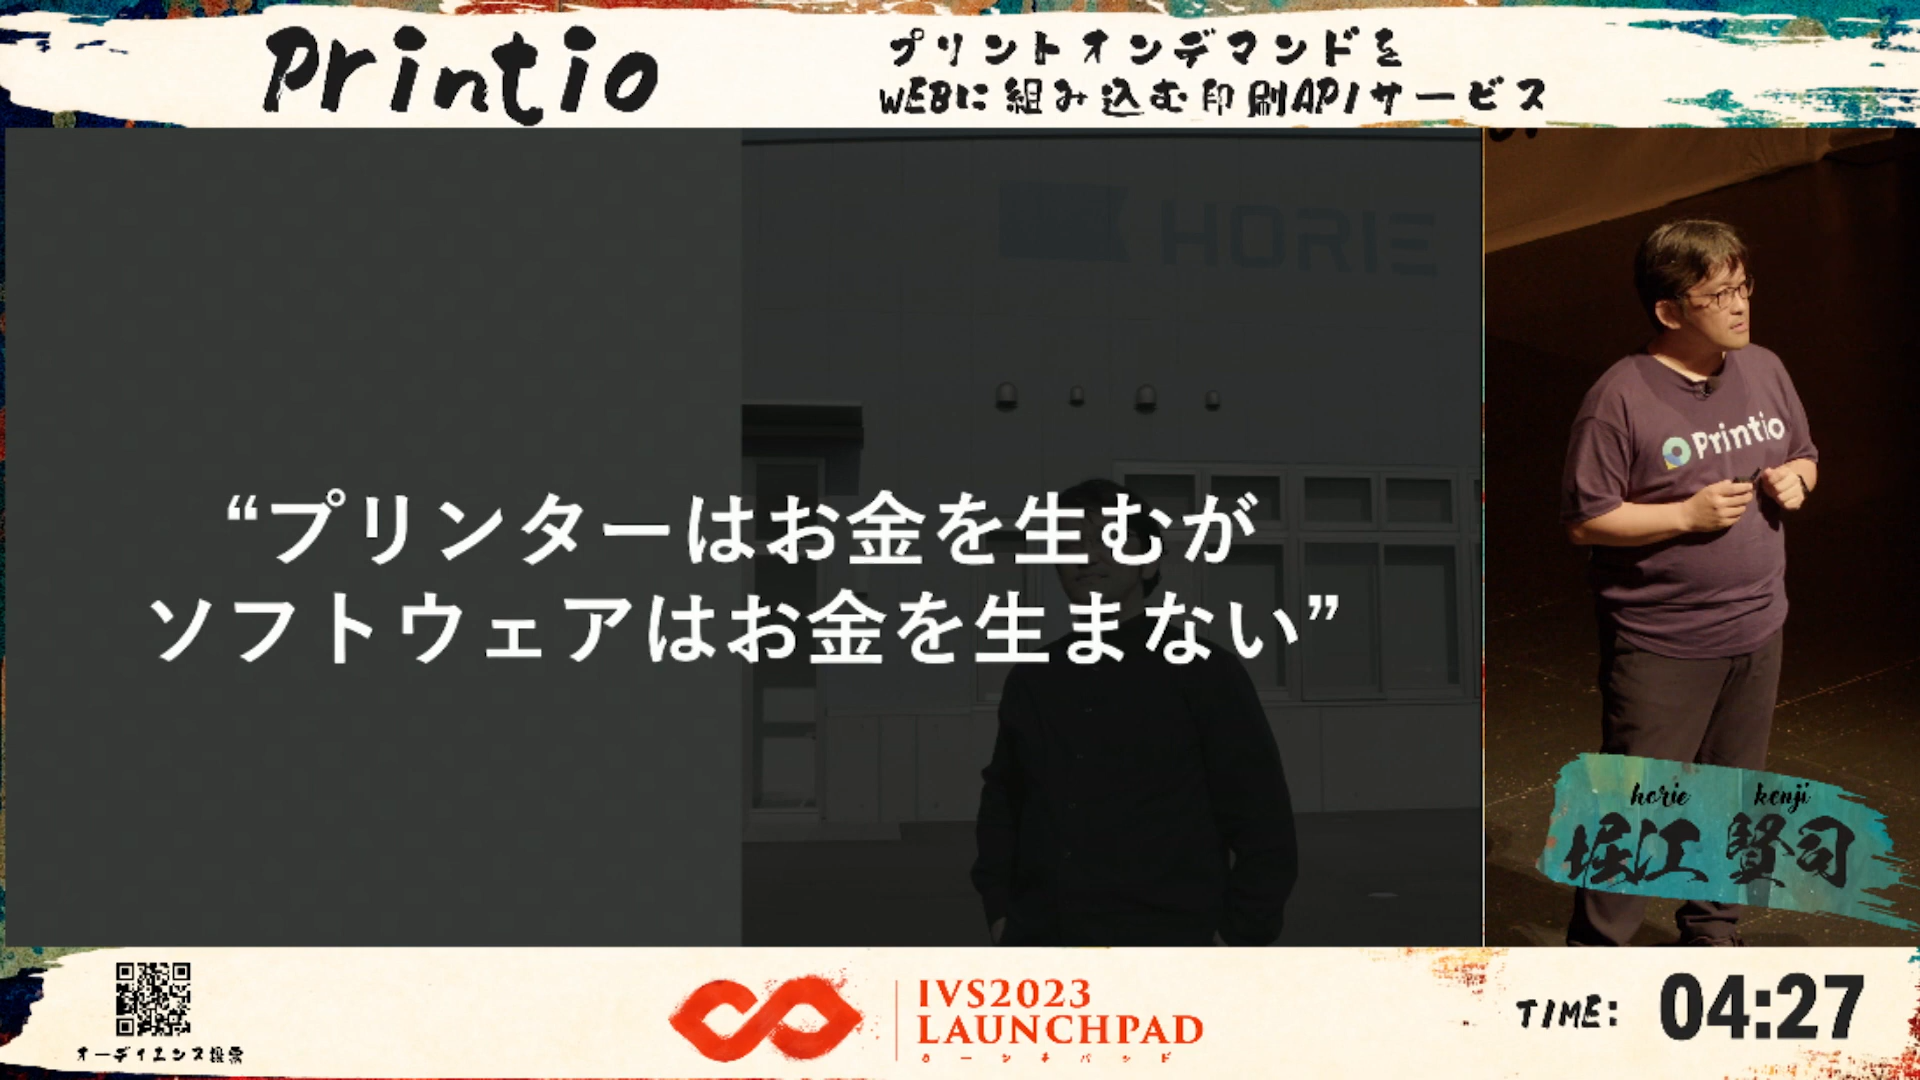 Printio
プリントオンデマンドを
WEBに組み込む印刷APIサービス
HORIE
“プリンターはお金を生むが
ソフトウェアはお金を生まない”
Printio
horie kenji
堀江 賢司
オーディエンス投票
IVS2023
LAUNCHPAD
ローンチパッド
TIME: 04:27